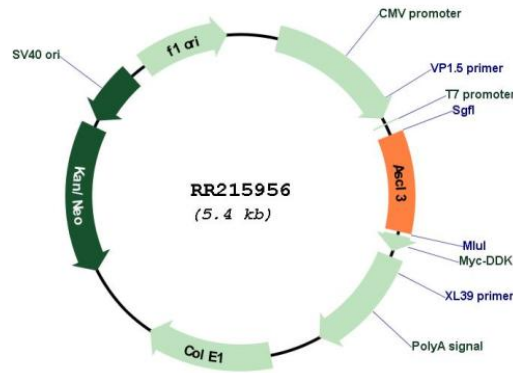 CMV promoter
VP1.5 primer
T7 promoter
SgfI
Ascl 3
MluI
Myc-DDK
XL39 primer
PolyA signal
Col E1
Kan/Neo
SV40 ori
f1 ori
RR215956
(5.4 kb)